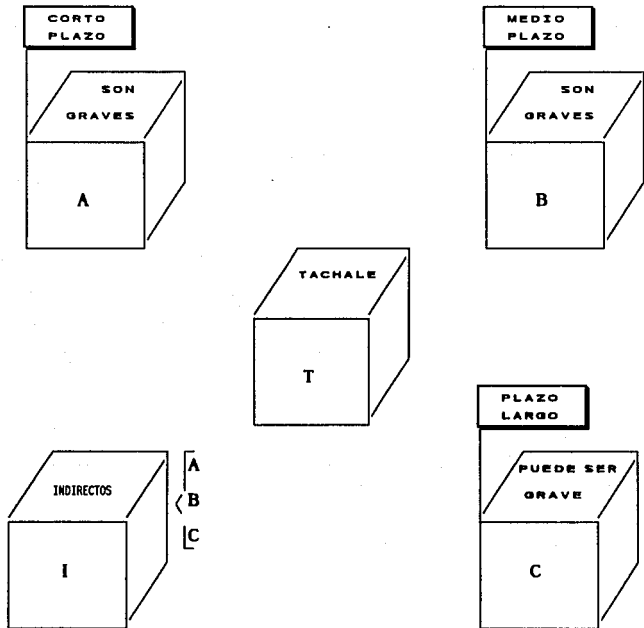 CORTO
PLAZO
SON
GRAVES
A
MEDIO
PLAZO
SON
GRAVES
B
TACHALE
T
INDIRECTOS
A
B
C
I
PLAZO
LARGO
PUEDE SER
GRAVE
C